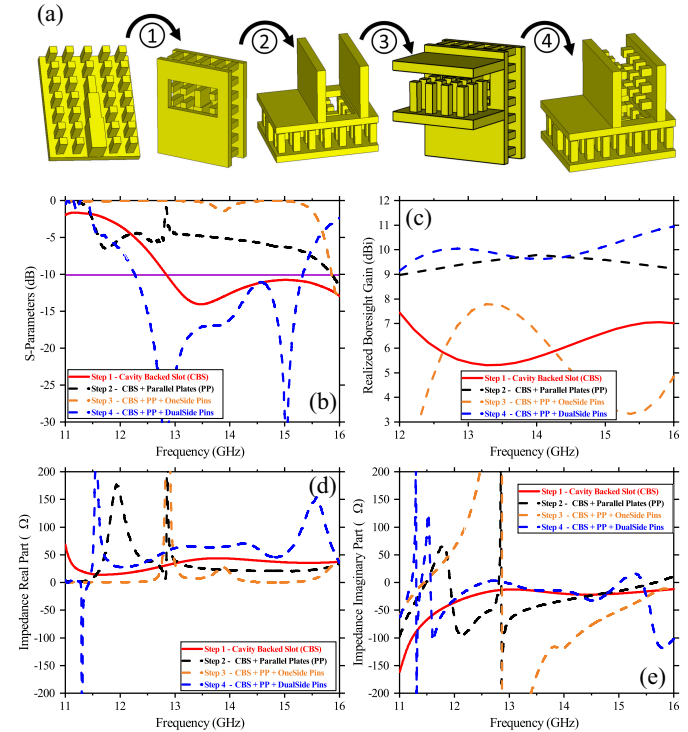 (a)
① ② ③ ④
S-Parameters (dB)
0
-5
-10
-15
-20
-25
-30
Step 1 - Cavity Backed Slot (CBS)
Step 2 - CBS + Parallel Plates (PP)
Step 3 - CBS + PP + OneSide Pins
Step 4 - CBS + PP + DualSide Pins
(b)
11 12 13 14 15 16
Frequency (GHz)
(c)
Realized Boresight Gain (dBi)
12
11
10
9
8
7
6
5
4
3
Step 1 - Cavity Backed Slot (CBS)
Step 2 - CBS + Parallel Plates (PP)
Step 3 - CBS + PP + OneSide Pins
Step 4 - CBS + PP + DualSide Pins
12 13 14 15 16
Frequency (GHz)
(d)
Impedance Real Part ( Ω)
200
150
100
50
0
-50
-100
-150
-200
Step 1 - Cavity Backed Slot (CBS)
Step 2 - CBS + Parallel Plates (PP)
Step 3 - CBS + PP + OneSide Pins
Step 4 - CBS + PP + DualSide Pins
11 12 13 14 15 16
Frequency (GHz)
Impedance Imaginary Part ( Ω)
200
150
100
50
0
-50
-100
-150
-200
Step 1 - Cavity Backed Slot (CBS)
Step 2 - CBS + Parallel Plates (PP)
Step 3 - CBS + PP + OneSide Pins
Step 4 - CBS + PP + DualSide Pins
(e)
11 12 13 14 15 16
Frequency (GHz)